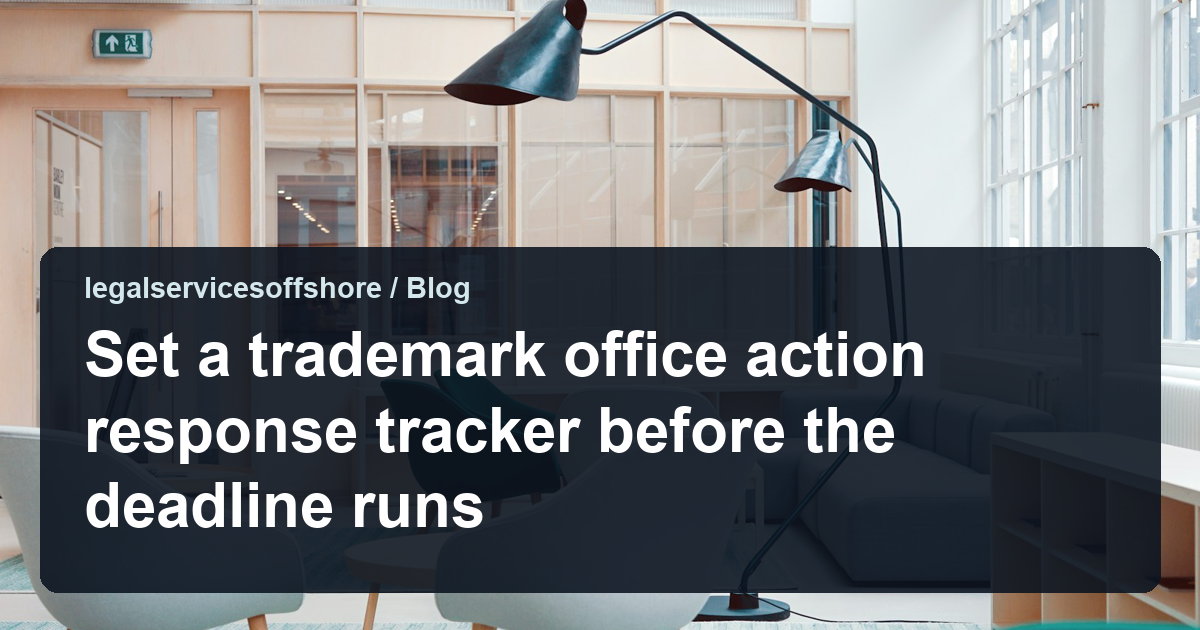 legalservicesoffshore / Blog
Set a trademark office action
response tracker before the
deadline runs